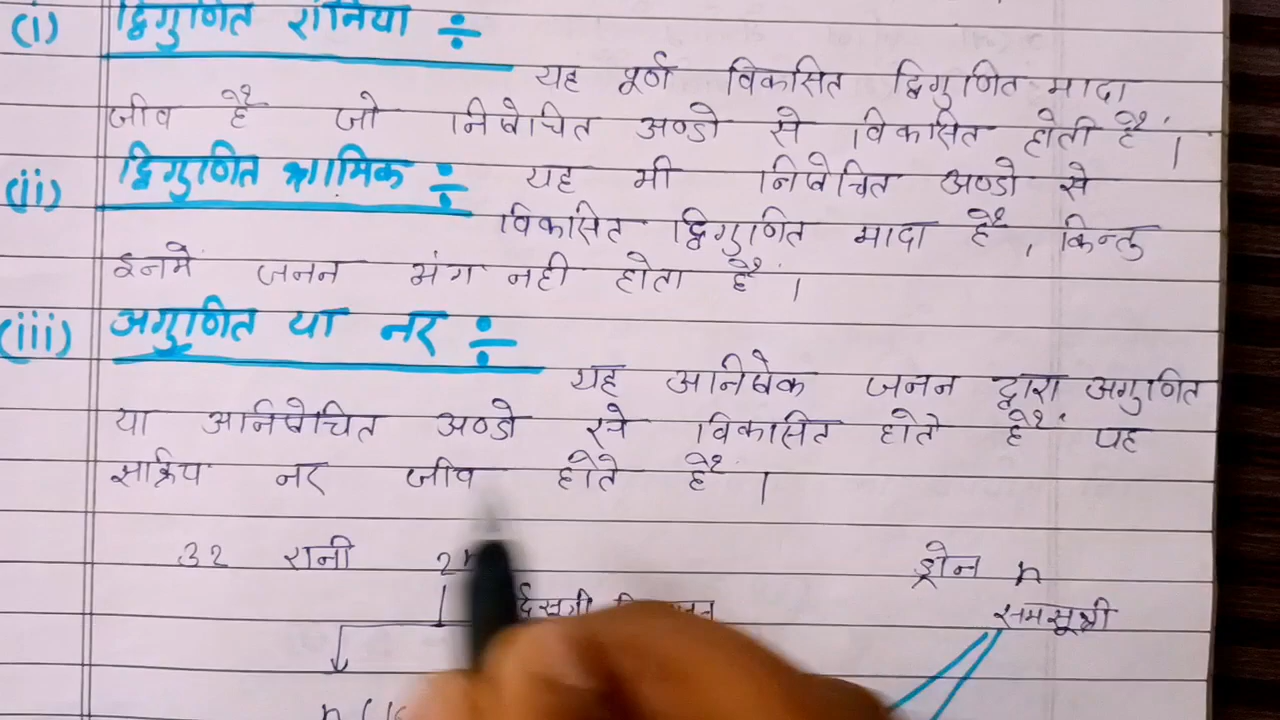 (i) द्विगुणित रानियाँ ÷
यह पूर्ण विकसित द्विगुणित मादा
जीव है जो निषेचित अण्डो से विकसित होती है।
(ii) द्विगुणित श्रामिक ÷ यह भी निषेचित अण्डो से
विकसित द्विगुणित मादा है, किन्तु
इनमें जनन अंग नही होता है।
(iii) अगुणित या नर ÷
यह अनिषेक जनन द्वारा अगुणित
या अनिषेचित अण्डो से विकसित होते है यह
सक्रिय नर जीव होते है।
32 रानी ड्रोन n
समसूत्री